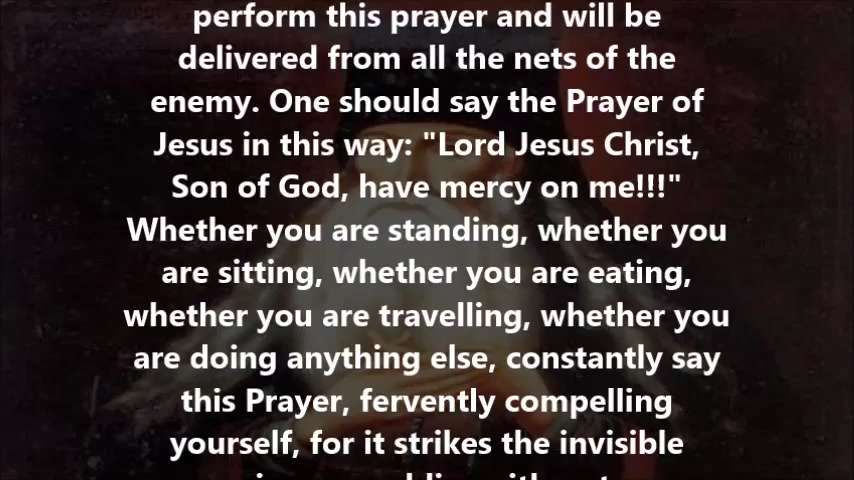 perform this prayer and will be
delivered from all the nets of the
enemy. One should say the Prayer of
Jesus in this way: "Lord Jesus Christ,
Son of God, have mercy on me!!!"
Whether you are standing, whether you
are sitting, whether you are eating,
whether you are travelling, whether you
are doing anything else, constantly say
this Prayer, fervently compelling
yourself, for it strikes the invisible